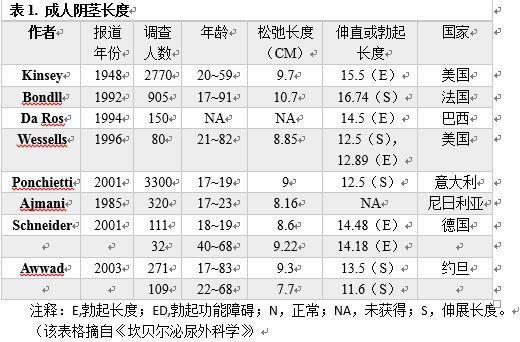 表 1. 成人阴茎长度
作者 报道年份 调查人数 年龄 松弛长度（CM） 伸直或勃起长度 国家
Kinsey 1948 2770 20~59 9.7 15.5（E） 美国
Bondll 1992 905 17~91 10.7 16.74（S） 法国
Da Ros 1994 150 NA NA 14.5（E） 巴西
Wessells 1996 80 21~82 8.85 12.5（S）， 美国
12.89（E）
Ponchietti 2001 3300 17~19 9 12.5（S） 意大利
Ajmani 1985 320 17~23 8.16 NA 尼日利亚
Schneider 2001 111 18~19 8.6 14.48（E） 德国
32 40~68 9.22 14.18（E）
Awwad 2003 271 17~83 9.3 13.5（S） 约旦
109 22~68 7.7 11.6（S）
注释：E,勃起长度；ED,勃起功能障碍；N，正常；NA，未获得；S，伸展长度。
（该表格摘自《坎贝尔泌尿外科学》）